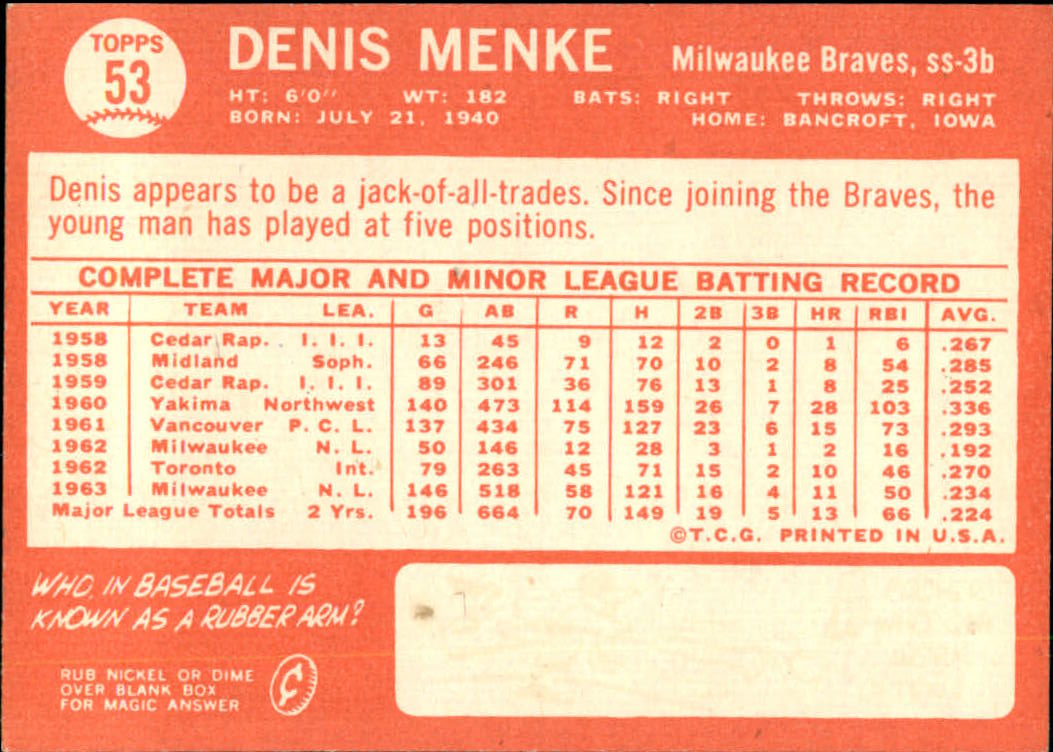 TOPPS
53
DENIS MENKE
Milwaukee Braves, ss-3b
HT: 6'0" WT: 182 BATS: RIGHT THROWS: RIGHT
BORN: JULY 21, 1940 HOME: BANCROFT, IOWA
Denis appears to be a jack-of-all-trades. Since joining the Braves, the
young man has played at five positions.
COMPLETE MAJOR AND MINOR LEAGUE BATTING RECORD
YEAR TEAM LEA. G AB R H 2B 3B HR RBI AVG.
1958 Cedar Rap. I. I. I. 13 45 9 12 2 0 1 6 .267
1958 Midland Soph. 66 246 71 70 10 2 8 54 .285
1959 Cedar Rap. I. I. I. 89 301 36 76 13 1 8 25 .252
1960 Yakima Northwest 140 473 114 159 26 7 28 103 .336
1961 Vancouver P. C. L. 137 434 75 127 23 6 15 73 .293
1962 Milwaukee N. L. 50 146 12 28 3 1 2 16 .192
1962 Toronto Int. 79 263 45 71 15 2 10 46 .270
1963 Milwaukee N. L. 146 518 58 121 16 4 11 50 .234
Major League Totals 2 Yrs. 196 664 70 149 19 5 13 66 .224
©T.C.G. PRINTED IN U.S.A.
WHO IN BASEBALL IS
KNOWN AS A RUBBER ARM?
RUB NICKEL OR DIME
OVER BLANK BOX
FOR MAGIC ANSWER
¢